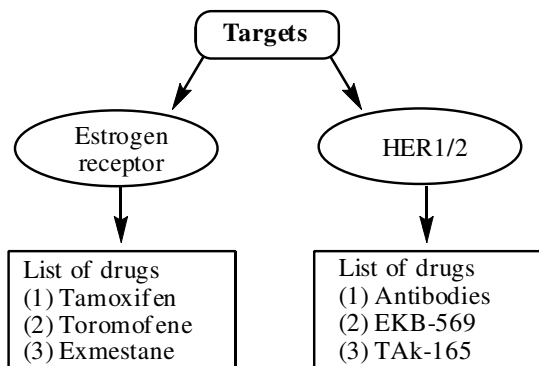 Targets
Estrogen
receptor
HER1/2
List of drugs
(1) Tamoxifen
(2) Toromofene
(3) Exmestane
List of drugs
(1) Antibodies
(2) EKB-569
(3) TAk-165